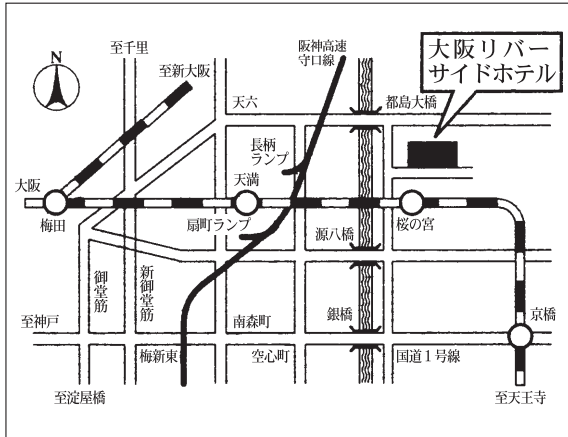 至千里
阪神高速
守口線
大阪リバー
サイドホテル
N
至新大阪
天六
都島大橋
長柄
ランプ
大阪
天満
梅田
扇町ランプ
源八橋
桜の宮
御堂筋
新御堂筋
至神戸
南森町
銀橋
京橋
梅新東
空心町
国道1号線
至淀屋橋
至天王寺